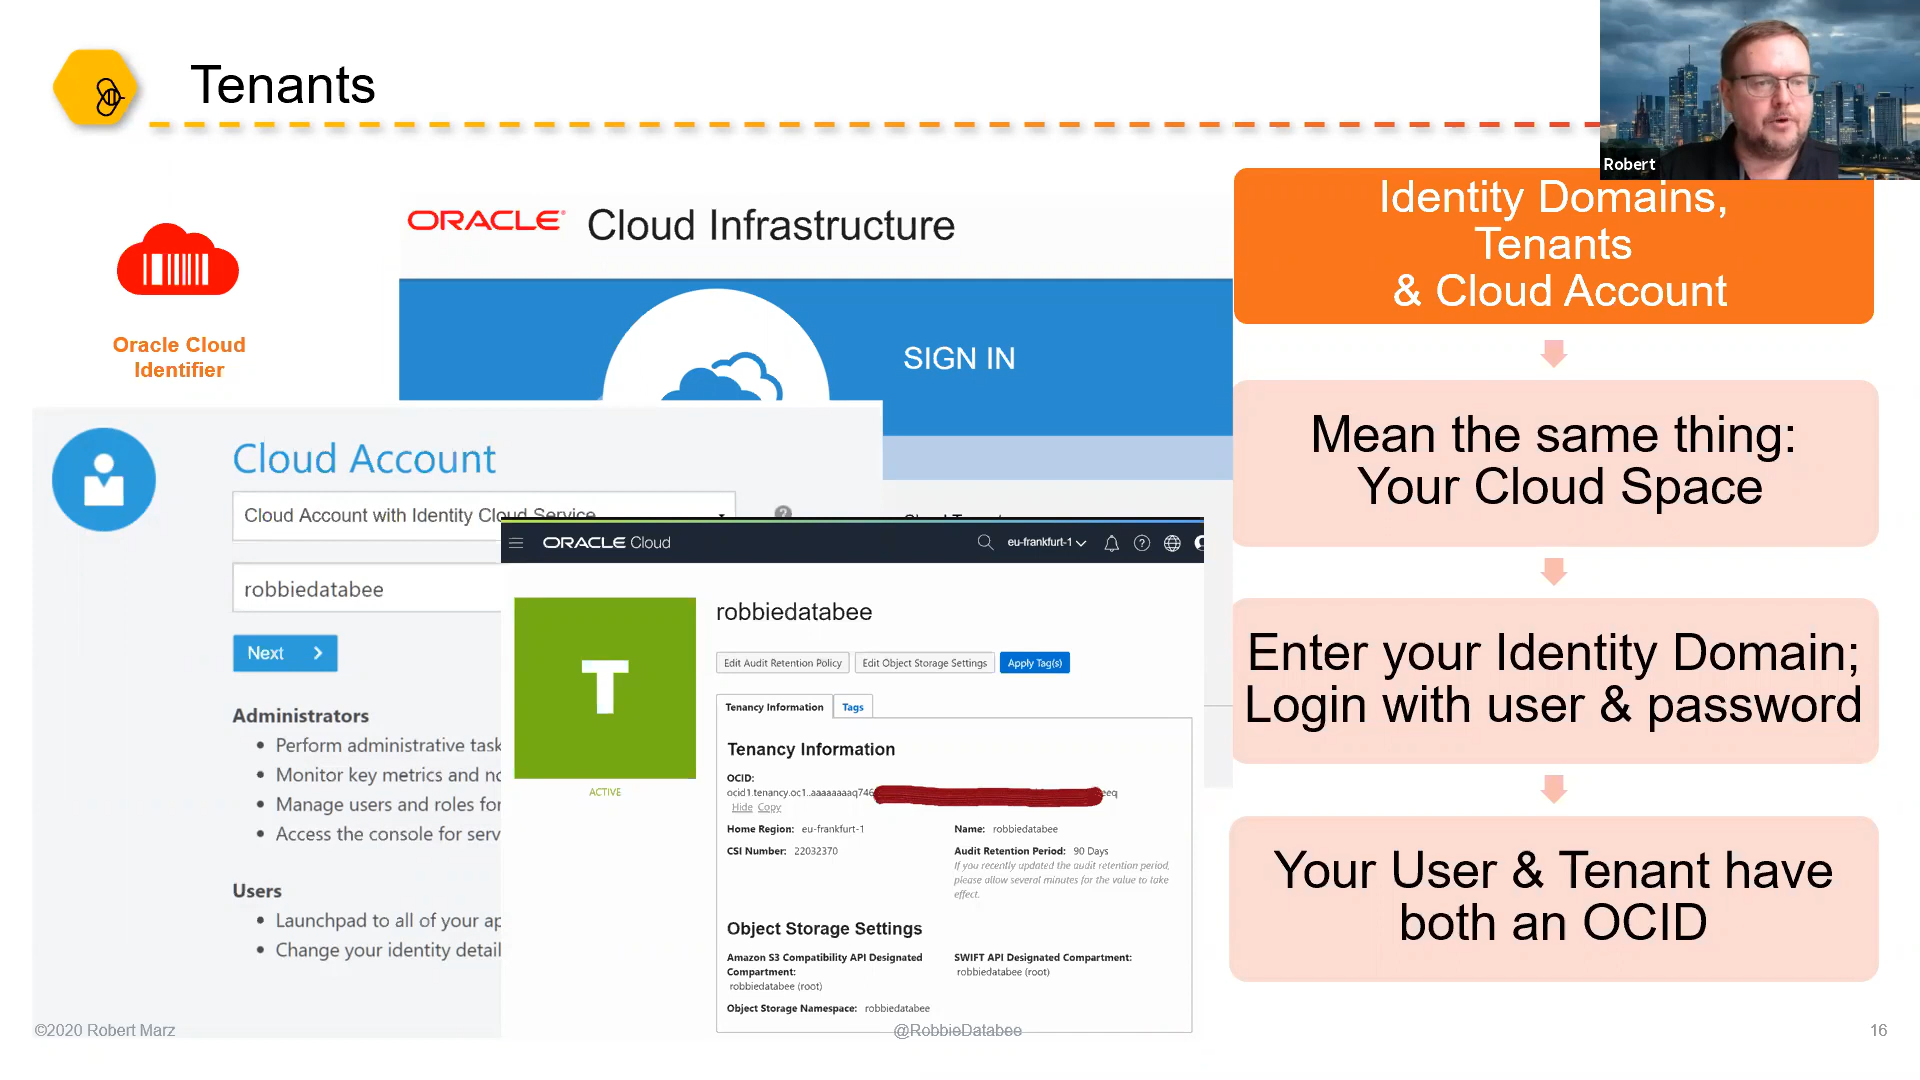 Tenants
Robert
Oracle Cloud
Identifier
ORACLE® Cloud Infrastructure
SIGN IN
Cloud Account
Cloud Account with Identity Cloud Service
?
robbiedatabee
Next
Administrators
• Perform administrative task
• Monitor key metrics and no
• Manage users and roles for
• Access the console for serv
Users
• Launchpad to all of your ap
• Change your identity detail
ORACLE Cloud
eu-frankfurt-1
?
T
ACTIVE
robbiedatabee
Edit Audit Retention Policy
Edit Object Storage Settings
Apply Tag(s)
Tenancy Information
Tags
Tenancy Information
OCID:
ocid1.tenancy.oc1..aaaaaaaaq746 eeq
Hide Copy
Home Region: eu-frankfurt-1
CSI Number: 22032370
Name: robbiedatabee
Audit Retention Period: 90 Days
If you recently updated the audit retention period,
please allow several minutes for the value to take
effect.
Object Storage Settings
Amazon S3 Compatibility API Designated
Compartment:
robbiedatabee (root)
SWIFT API Designated Compartment:
robbiedatabee (root)
Object Storage Namespace: robbiedatabee
Identity Domains,
Tenants
& Cloud Account
Mean the same thing:
Your Cloud Space
Enter your Identity Domain;
Login with user & password
Your User & Tenant have
both an OCID
©2020 Robert Marz
@RobbieDatabee
16